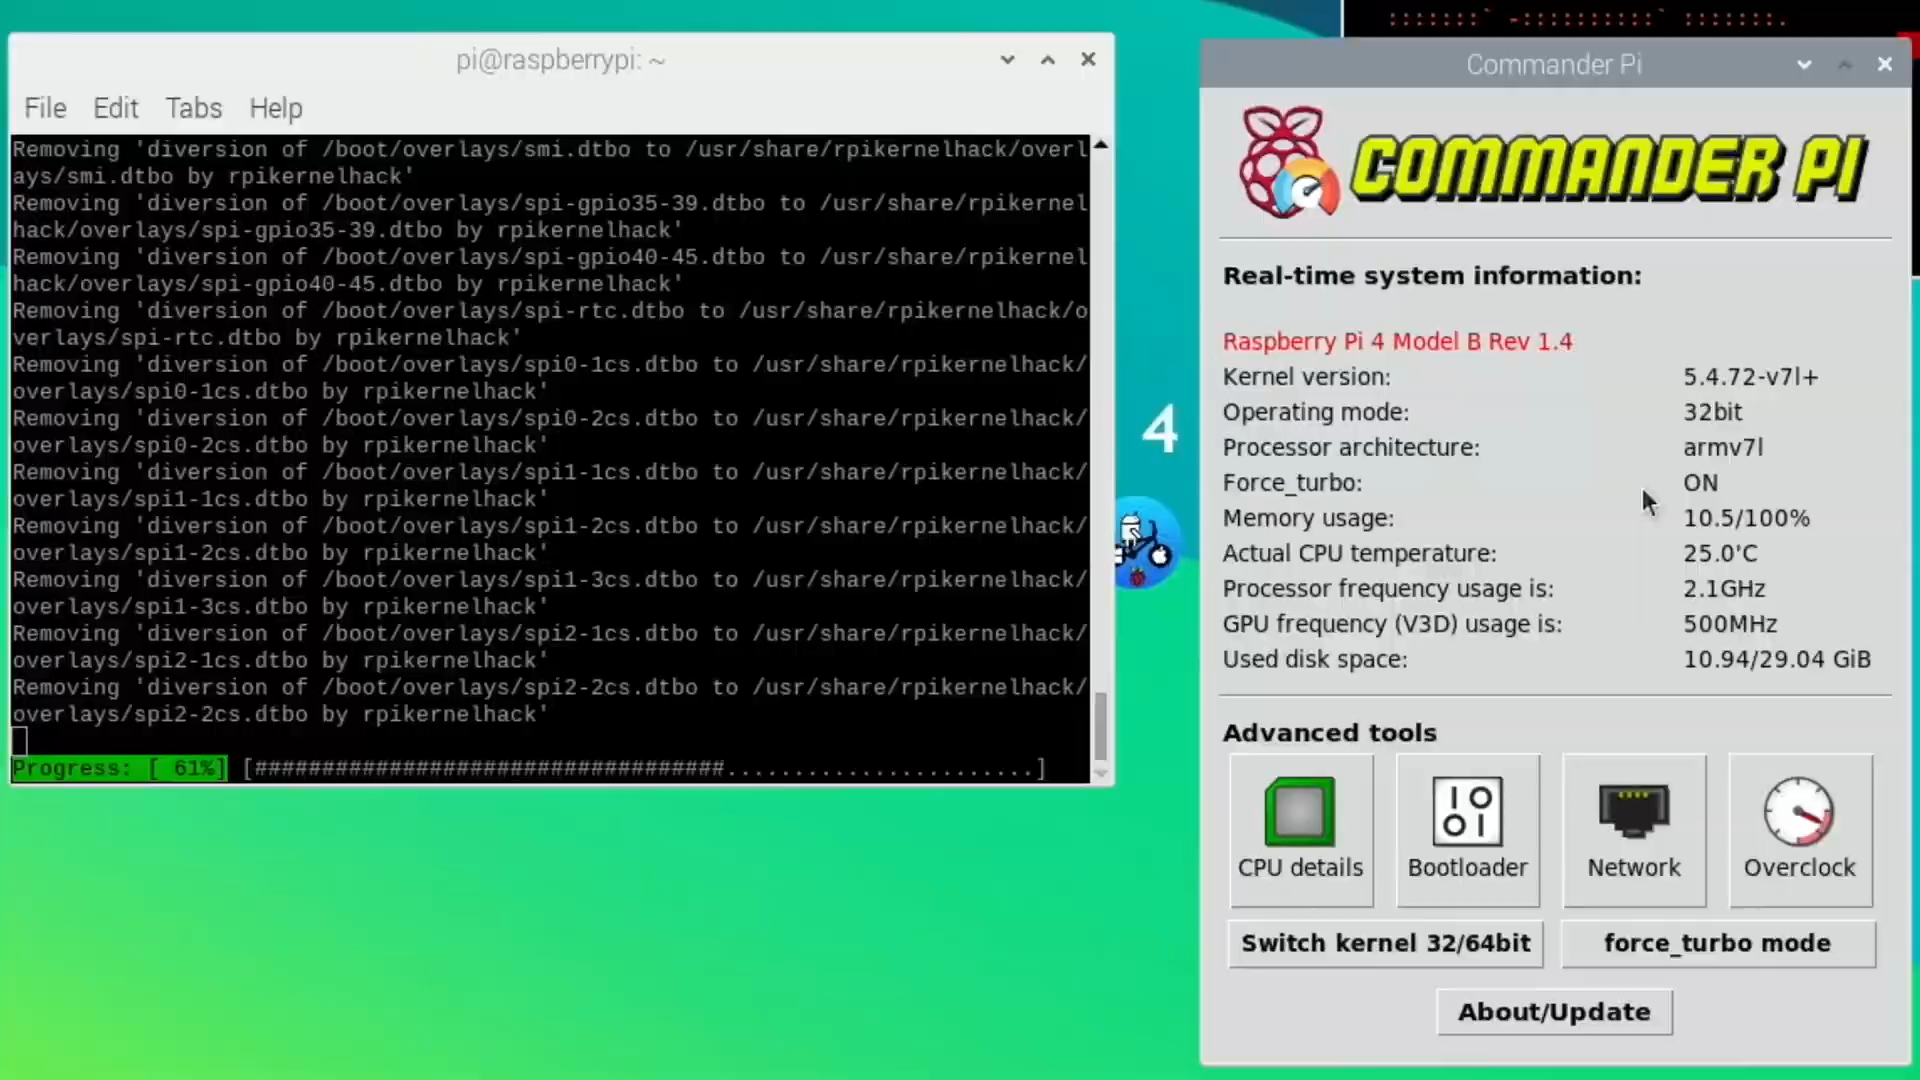 pi@raspberrypi: ~
File Edit Tabs Help
Removing 'diversion of /boot/overlays/smi.dtbo to /usr/share/rpikernelhack/overl
ays/smi.dtbo by rpikernelhack'
Removing 'diversion of /boot/overlays/spi-gpio35-39.dtbo to /usr/share/rpikernel
hack/overlays/spi-gpio35-39.dtbo by rpikernelhack'
Removing 'diversion of /boot/overlays/spi-gpio40-45.dtbo to /usr/share/rpikernel
hack/overlays/spi-gpio40-45.dtbo by rpikernelhack'
Removing 'diversion of /boot/overlays/spi-rtc.dtbo to /usr/share/rpikernelhack/o
verlays/spi-rtc.dtbo by rpikernelhack'
Removing 'diversion of /boot/overlays/spi0-1cs.dtbo to /usr/share/rpikernelhack/
overlays/spi0-1cs.dtbo by rpikernelhack'
Removing 'diversion of /boot/overlays/spi0-2cs.dtbo to /usr/share/rpikernelhack/
overlays/spi0-2cs.dtbo by rpikernelhack'
Removing 'diversion of /boot/overlays/spi1-1cs.dtbo to /usr/share/rpikernelhack/
overlays/spi1-1cs.dtbo by rpikernelhack'
Removing 'diversion of /boot/overlays/spi1-2cs.dtbo to /usr/share/rpikernelhack/
overlays/spi1-2cs.dtbo by rpikernelhack'
Removing 'diversion of /boot/overlays/spi1-3cs.dtbo to /usr/share/rpikernelhack/
overlays/spi1-3cs.dtbo by rpikernelhack'
Removing 'diversion of /boot/overlays/spi2-1cs.dtbo to /usr/share/rpikernelhack/
overlays/spi2-1cs.dtbo by rpikernelhack'
Removing 'diversion of /boot/overlays/spi2-2cs.dtbo to /usr/share/rpikernelhack/
overlays/spi2-2cs.dtbo by rpikernelhack'
Progress: [ 61%] [###################################.......................]
4
Commander Pi
COMMANDER PI
Real-time system information:
Raspberry Pi 4 Model B Rev 1.4
Kernel version: 5.4.72-v7l+
Operating mode: 32bit
Processor architecture: armv7l
Force_turbo: ON
Memory usage: 10.5/100%
Actual CPU temperature: 25.0'C
Processor frequency usage is: 2.1GHz
GPU frequency (V3D) usage is: 500MHz
Used disk space: 10.94/29.04 GiB
Advanced tools
IO
OI
CPU details Bootloader Network Overclock
Switch kernel 32/64bit force_turbo mode
About/Update